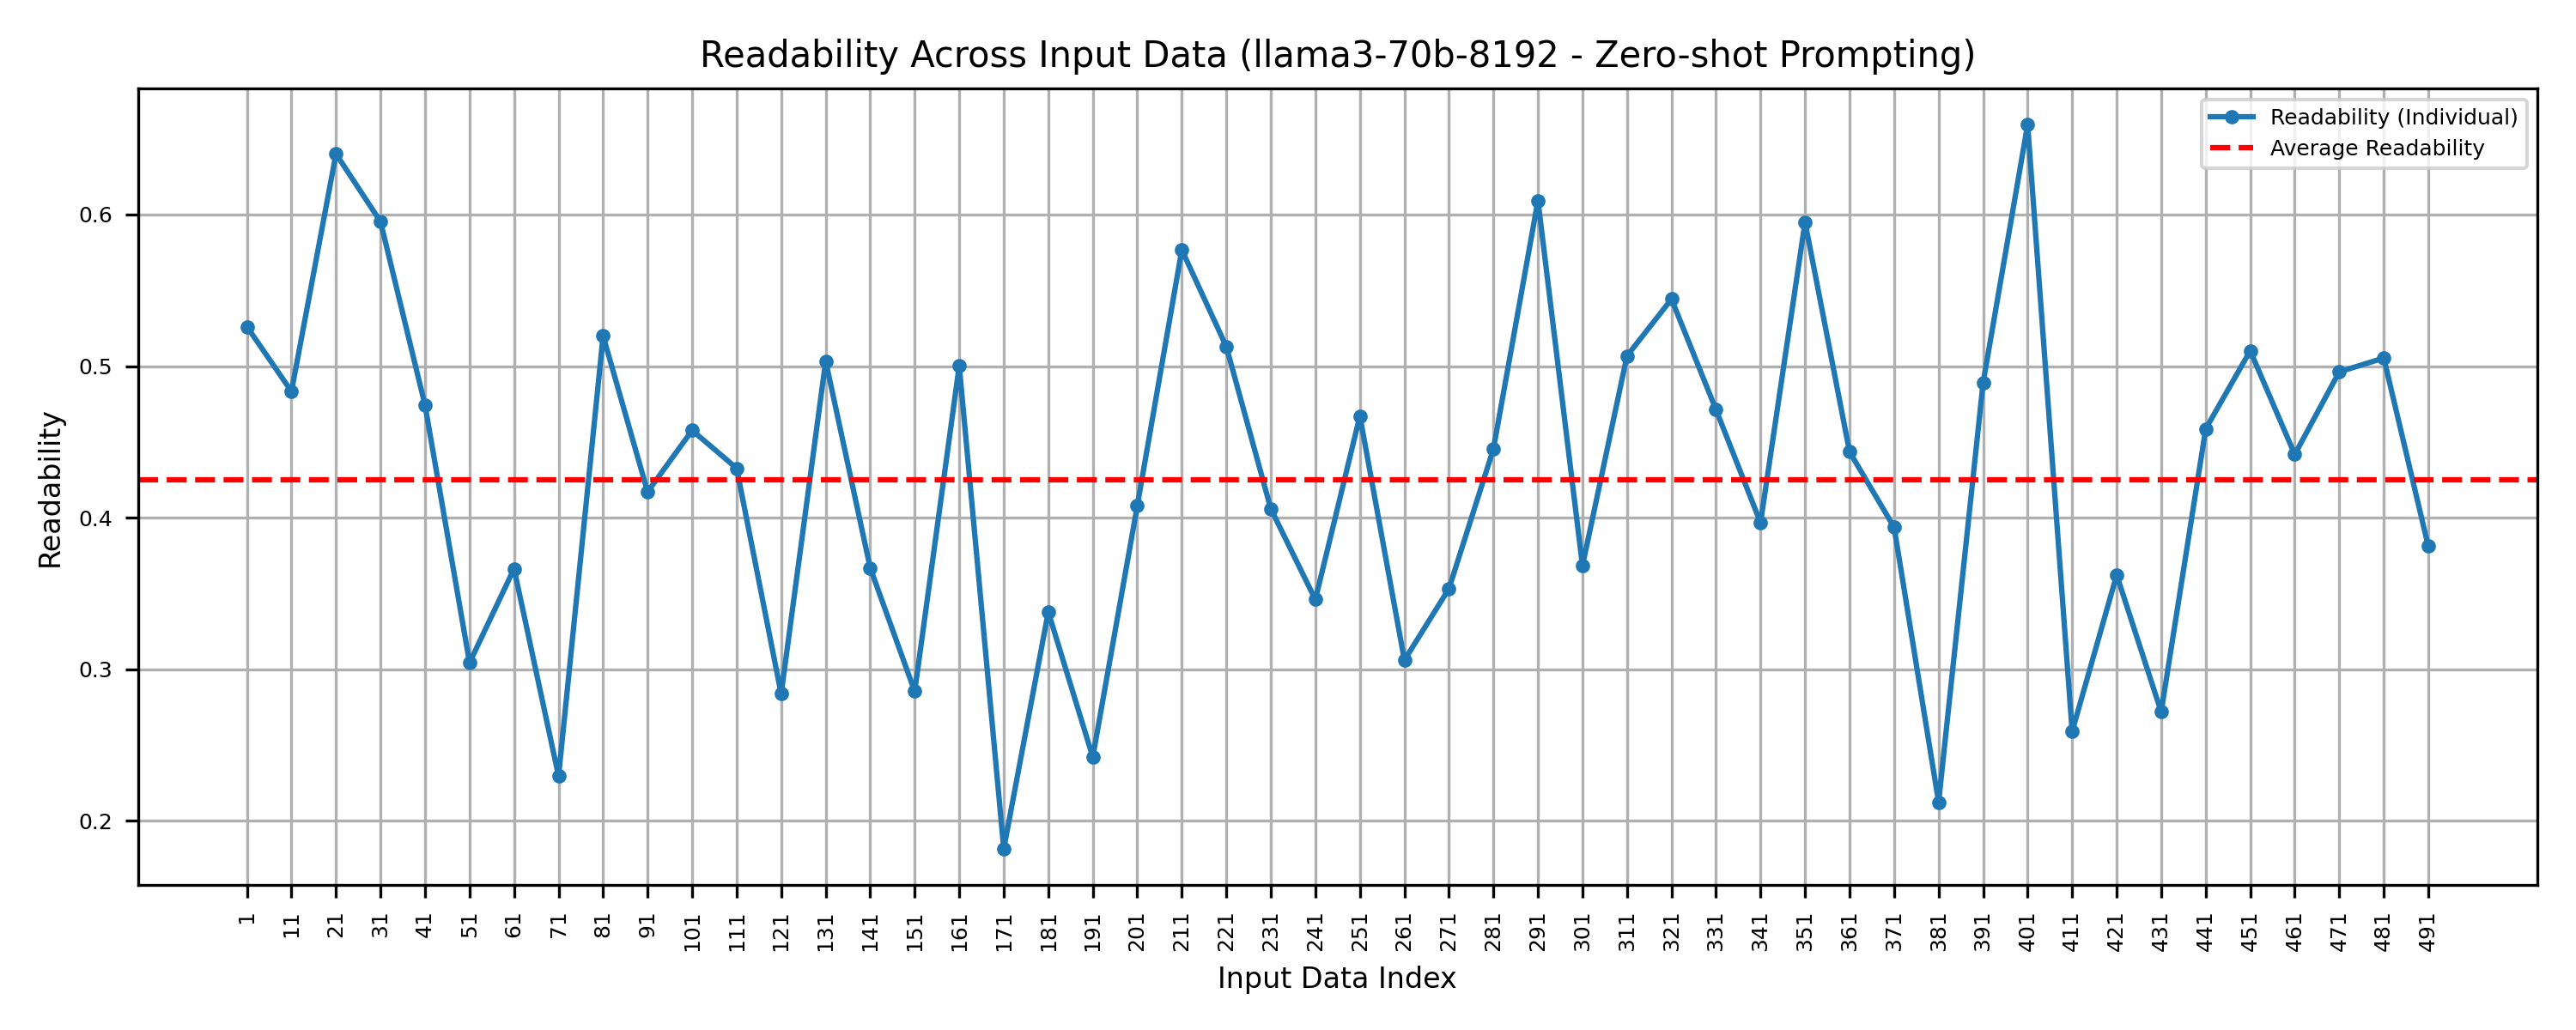 Readability Across Input Data (llama3-70b-8192 - Zero-shot Prompting)
Readability (Individual)
Average Readability
Readability
0.6
0.5
0.4
0.3
0.2
1 11 21 31 41 51 61 71 81 91 101 111 121 131 141 151 161 171 181 191 201 211 221 231 241 251 261 271 281 291 301 311 321 331 341 351 361 371 381 391 401 411 421 431 441 451 461 471 481 491
Input Data Index